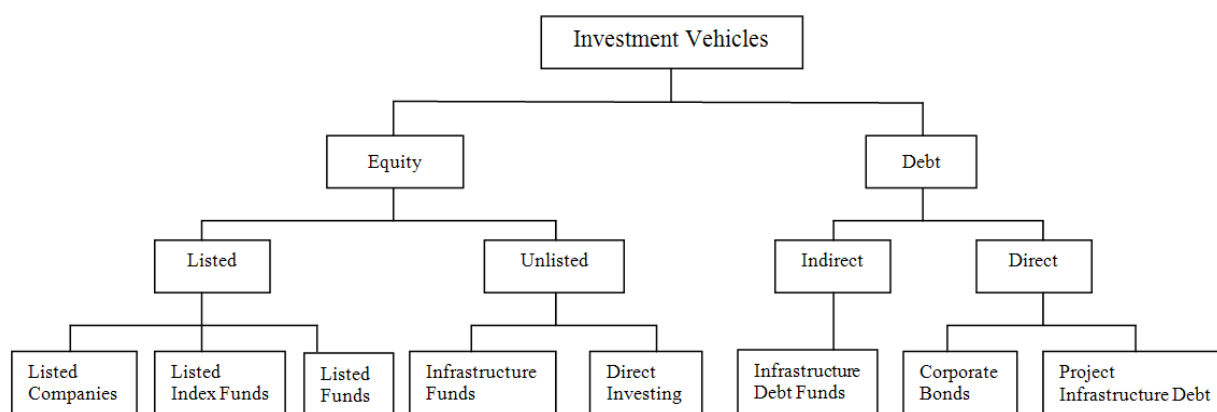 Investment Vehicles
Equity
Debt
Listed
Unlisted
Indirect
Direct
Listed
Companies
Listed
Index Funds
Listed
Funds
Infrastructure
Funds
Direct
Investing
Infrastructure
Debt Funds
Corporate
Bonds
Project
Infrastructure Debt